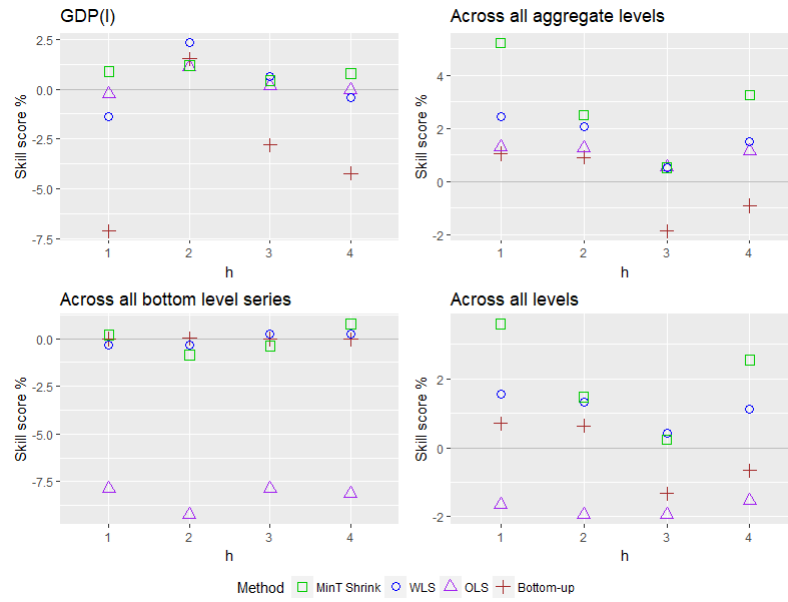 GDP(I)
Skill score %
2.5
0.0
-2.5
-5.0
-7.5
1 2 3 4
h
Across all aggregate levels
Skill score %
4
2
0
-2
1 2 3 4
h
Across all bottom level series
Skill score %
0.0
-2.5
-5.0
-7.5
1 2 3 4
h
Across all levels
Skill score %
2
0
-2
1 2 3 4
h
Method MinT Shrink WLS OLS Bottom-up